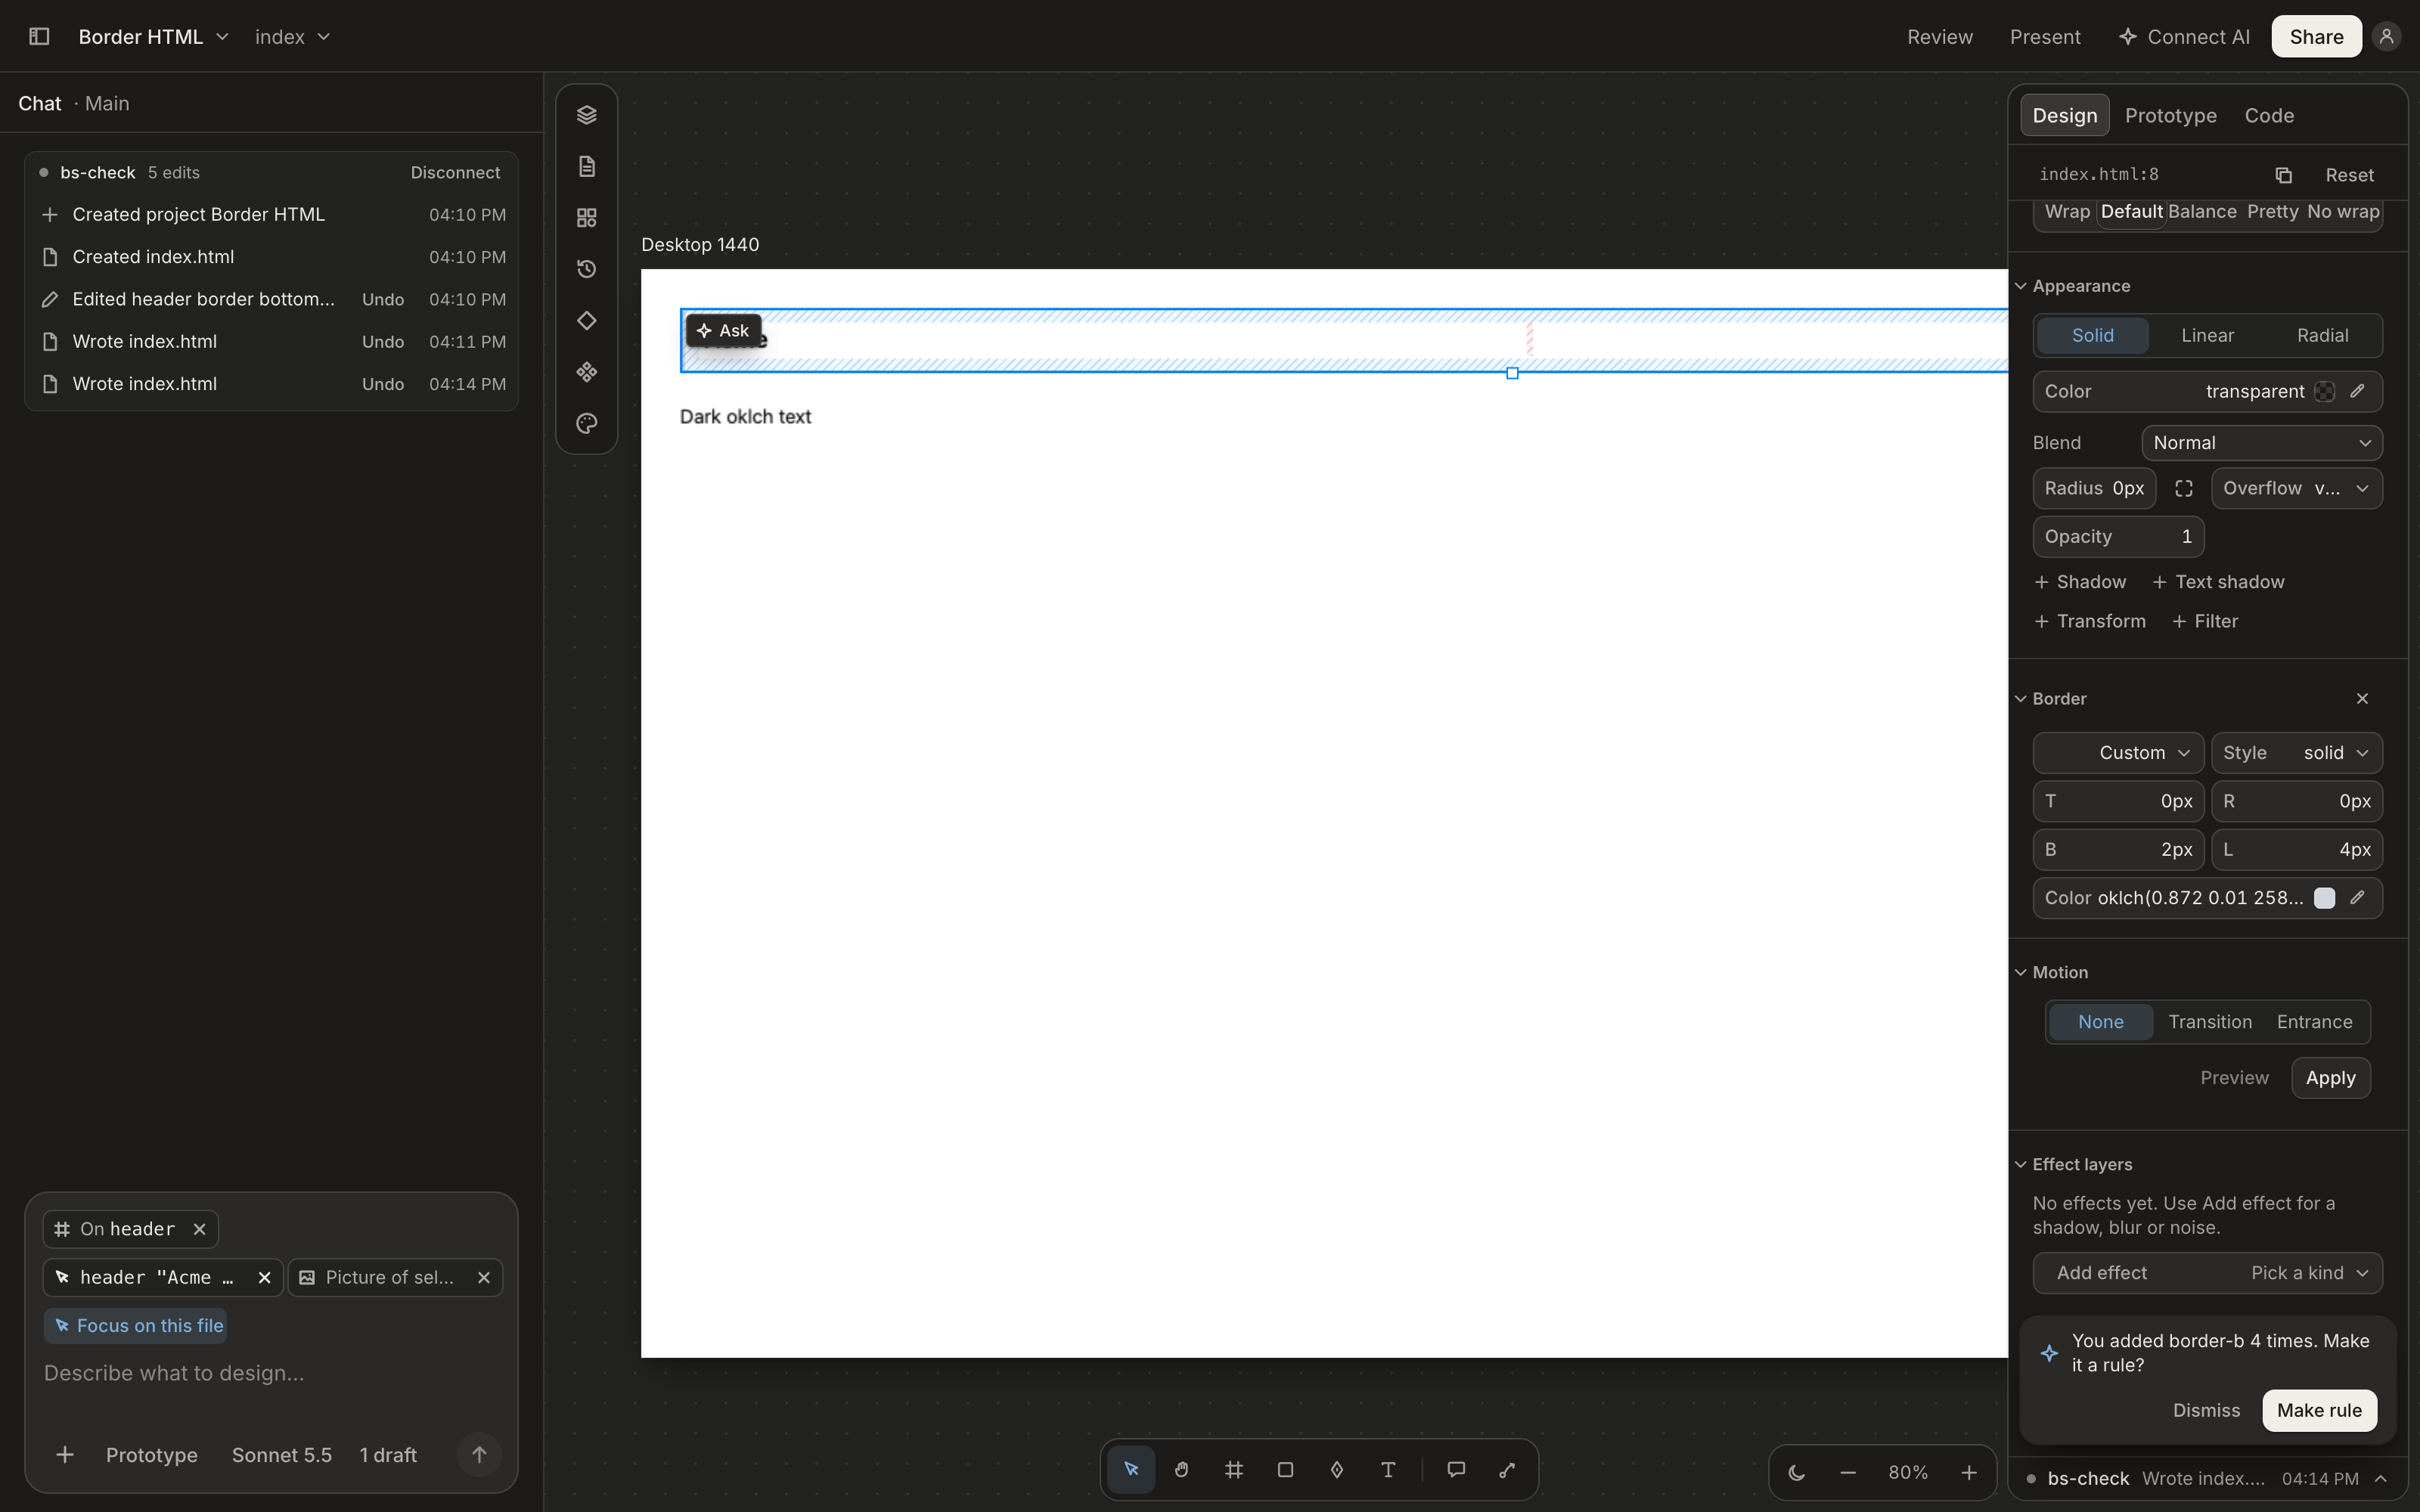 Border HTML
index
Review
Present
Connect AI
Share
Chat · Main
bs-check 5 edits Disconnect
Created project Border HTML 04:10 PM
Created index.html 04:10 PM
Edited header border bottom... Undo 04:10 PM
Wrote index.html Undo 04:11 PM
Wrote index.html Undo 04:14 PM
On header
header "Acme …
Picture of sel...
Focus on this file
Describe what to design...
Prototype
Sonnet 5.5
1 draft
Desktop 1440
Ask
Dark oklch text
80%
Design Prototype Code
index.html:8 Reset
Wrap Default Balance Pretty No wrap
Appearance
Solid Linear Radial
Color transparent
Blend Normal
Radius 0px Overflow v...
Opacity 1
Shadow Text shadow
Transform Filter
Border
Custom Style solid
T 0px R 0px
B 2px L 4px
Color oklch(0.872 0.01 258...
Motion
None Transition Entrance
Preview Apply
Effect layers
No effects yet. Use Add effect for a
shadow, blur or noise.
Add effect Pick a kind
You added border-b 4 times. Make
it a rule?
Dismiss Make rule
bs-check Wrote index.... 04:14 PM